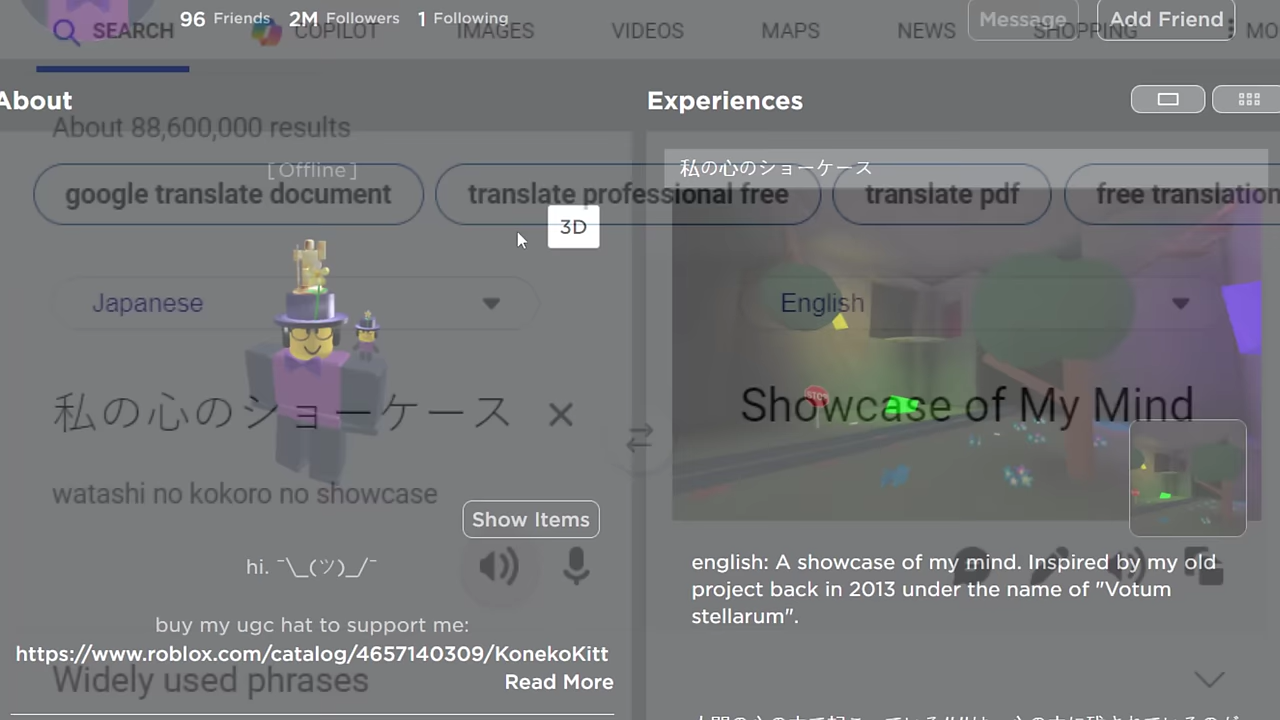 96 Friends 2M Followers 1 Following
Message Add Friend
SEARCH COPILOT IMAGES VIDEOS MAPS NEWS SHOPPING MO
About
Experiences
About 88,600,000 results
[ Offline ]
私の心のショーケース
google translate document translate professional free translate pdf free translation
3D
Japanese
English
STOP
私の心のショーケース
Showcase of My Mind
watashi no kokoro no showcase
Show Items
hi. ¯\_(ツ)_/¯
english: A showcase of my mind. Inspired by my old
project back in 2013 under the name of "Votum
stellarum".
buy my ugc hat to support me:
https://www.roblox.com/catalog/4657140309/KonekoKitt
Read More
Widely used phrases